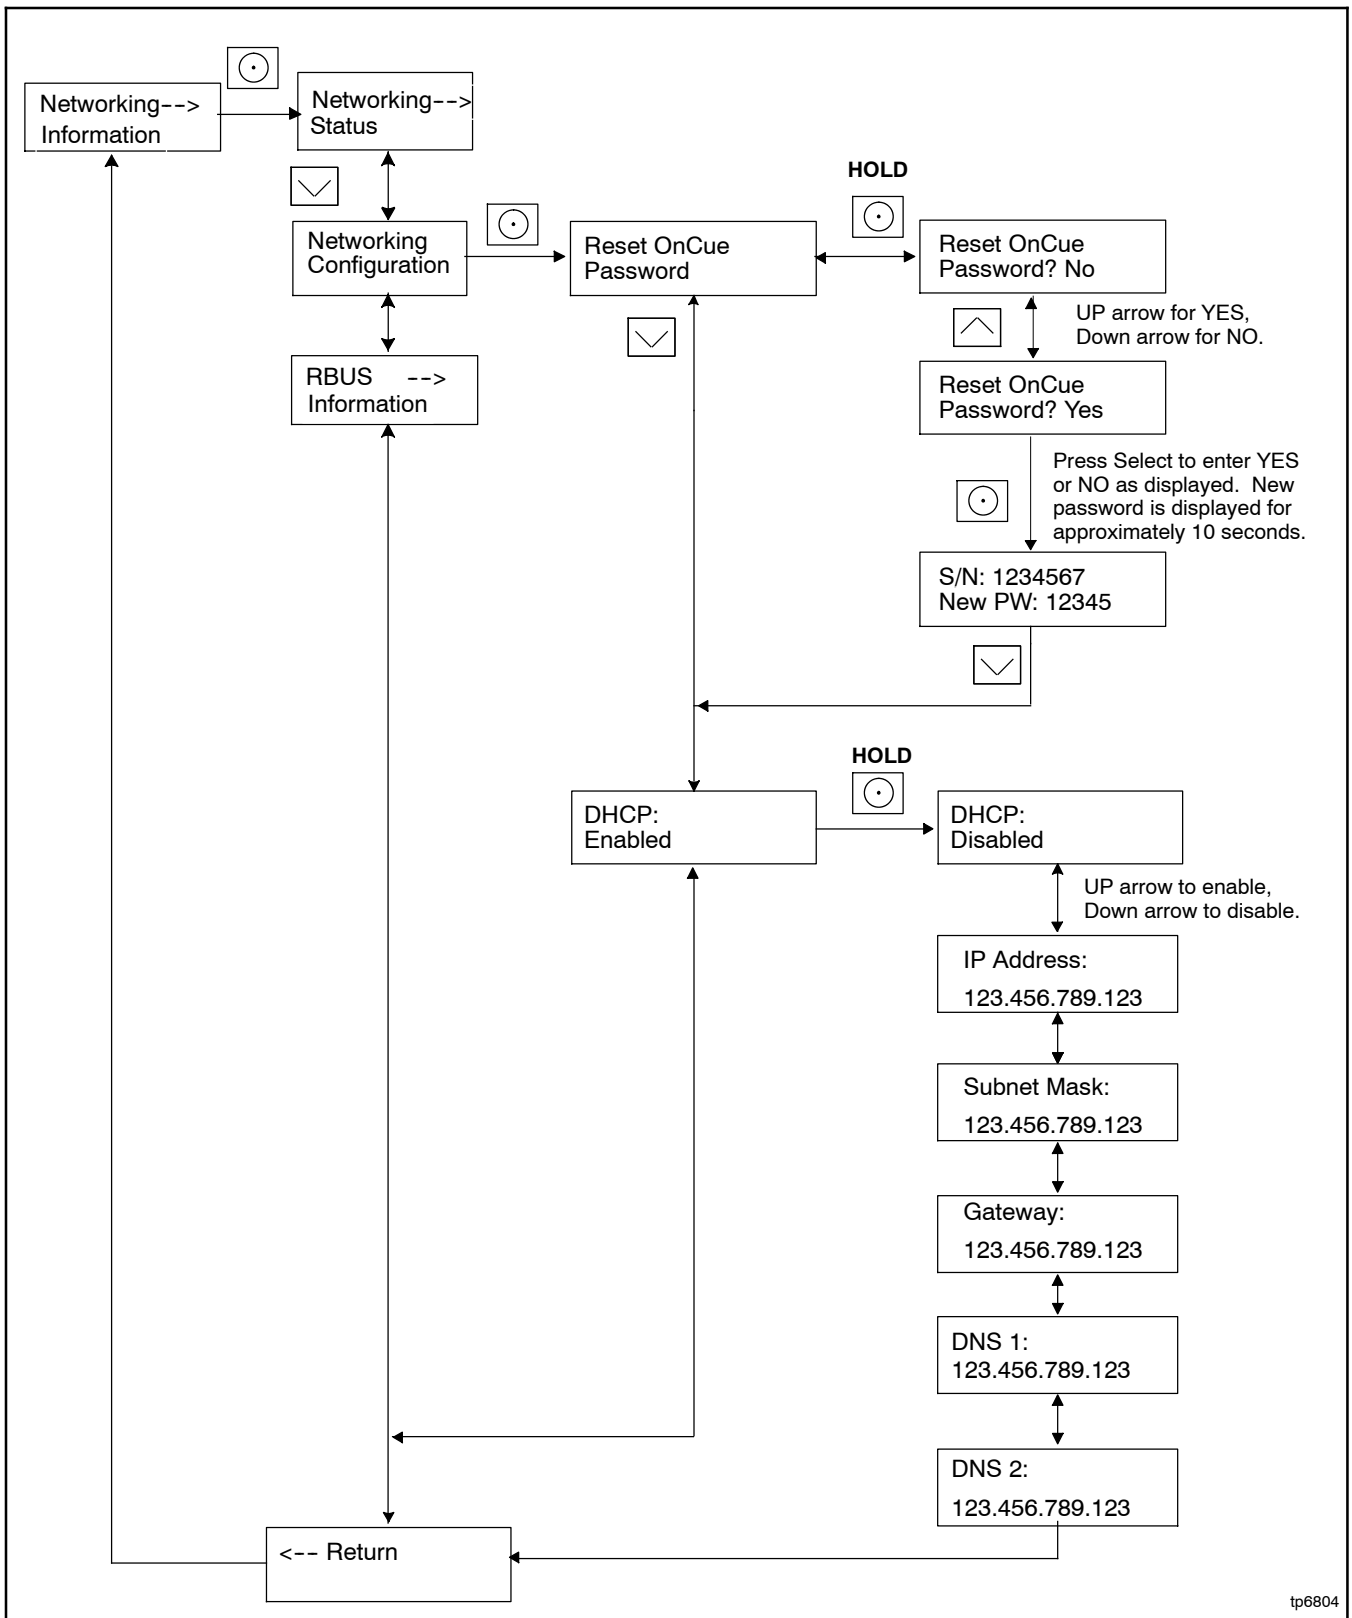 Networking-->
Information
Networking-->
Status
Networking
Configuration
RBUS -->
Information
Reset OnCue
Password
HOLD
Reset OnCue
Password? No
UP arrow for YES,
Down arrow for NO.
Reset OnCue
Password? Yes
Press Select to enter YES
or NO as displayed. New
password is displayed for
approximately 10 seconds.
S/N: 1234567
New PW: 12345
DHCP:
Enabled
HOLD
DHCP:
Disabled
UP arrow to enable,
Down arrow to disable.
IP Address:
123.456.789.123
Subnet Mask:
123.456.789.123
Gateway:
123.456.789.123
DNS 1:
123.456.789.123
DNS 2:
123.456.789.123
<-- Return
tp6804